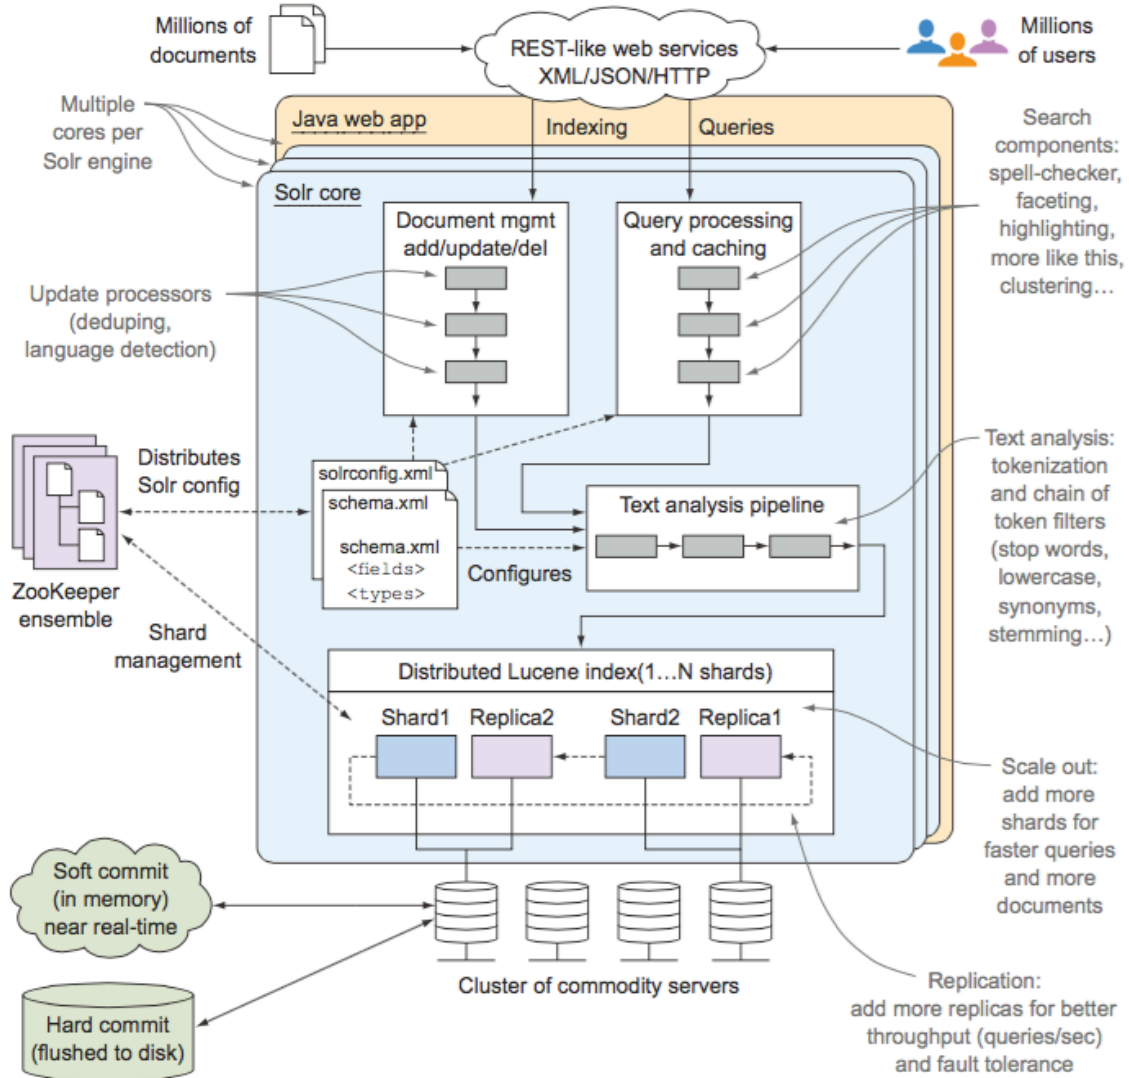 Millions of
documents
REST-like web services
XML/JSON/HTTP
Millions
of users
Multiple
cores per
Solr engine
Java web app
Indexing
Queries
Search
components:
spell-checker,
faceting,
highlighting,
more like this,
clustering…
Solr core
Document mgmt
add/update/del
Query processing
and caching
Update processors
(deduping,
language detection)
Distributes
Solr config
solrconfig.xml
schema.xml
schema.xml
<fields>
<types>
Configures
Text analysis pipeline
Text analysis:
tokenization
and chain of
token filters
(stop words,
lowercase,
synonyms,
stemming…)
ZooKeeper
ensemble
Shard
management
Distributed Lucene index(1…N shards)
Shard1
Replica2
Shard2
Replica1
Scale out:
add more
shards for
faster queries
and more
documents
Soft commit
(in memory)
near real-time
Cluster of commodity servers
Hard commit
(flushed to disk)
Replication:
add more replicas for better
throughput (queries/sec)
and fault tolerance